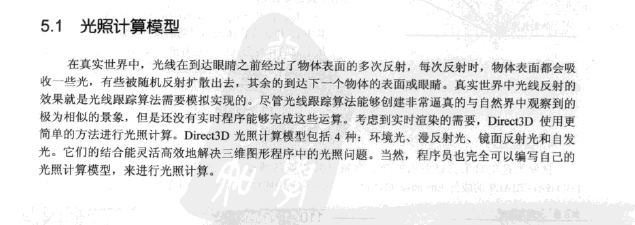 5.1 光照计算模型
在真实世界中，光线在到达眼睛之前经过了物体表面的多次反射，每次反射时，物体表面都会吸
收一些光，有些被随机反射扩散出去，其余的到达下一个物体的表面或眼睛。真实世界中光线反射的
效果就是光线跟踪算法需要模拟实现的。尽管光线跟踪算法能够创建非常逼真的与自然界中观察到的
极为相似的景象，但是还没有实时程序能够完成这些运算。考虑到实时渲染的需要，Direct3D 使用更
简单的方法进行光照计算。Direct3D 光照计算模型包括 4 种：环境光、漫反射光、镜面反射光和自发
光。它们的结合能灵活高效地解决三维图形程序中的光照问题。当然，程序员也完全可以编写自己的
光照计算模型，来进行光照计算。